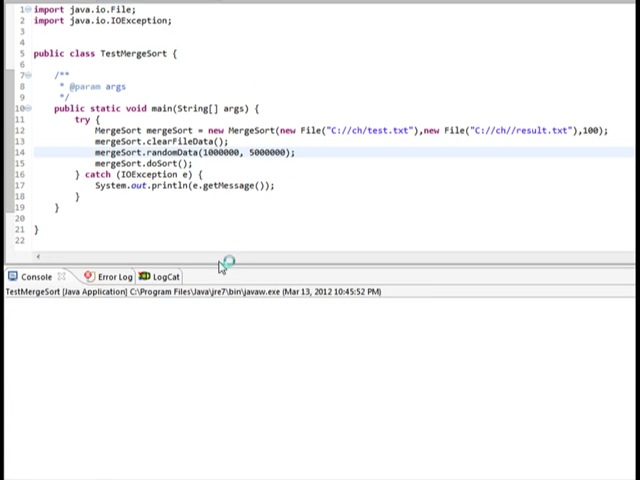 1 import java.io.File;
2 import java.io.IOException;
3
4
5 public class TestMergeSort {
6
7 /**
8 * @param args
9 */
10 public static void main(String[] args) {
11 try {
12 MergeSort mergeSort = new MergeSort(new File("C://ch/test.txt"),new File("C://ch//result.txt"),100);
13 mergeSort.clearFileData();
14 mergeSort.randomData(1000000, 5000000);
15 mergeSort.doSort();
16 } catch (IOException e) {
17 System.out.println(e.getMessage());
18 }
19 }
20
21 }
22
Console Error Log LogCat
TestMergeSort [Java Application] C:\Program Files\Java\jre7\bin\javaw.exe (Mar 13, 2012 10:45:52 PM)